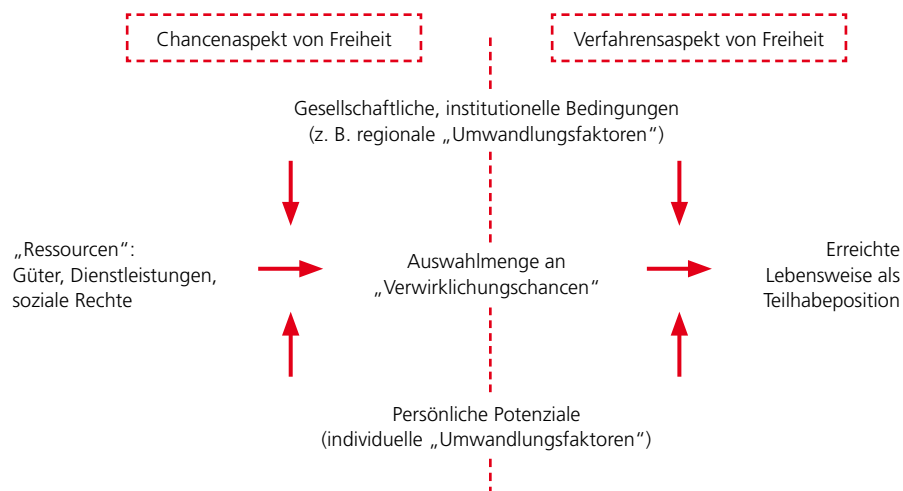 Chancenaspekt von Freiheit
Verfahrensaspekt von Freiheit
Gesellschaftliche, institutionelle Bedingungen
(z. B. regionale „Umwandlungsfaktoren“)
„Ressourcen“:
Güter, Dienstleistungen,
soziale Rechte
Auswahlmenge an
„Verwirklichungschancen“
Erreichte
Lebensweise als
Teilhabeposition
Persönliche Potenziale
(individuelle „Umwandlungsfaktoren“)